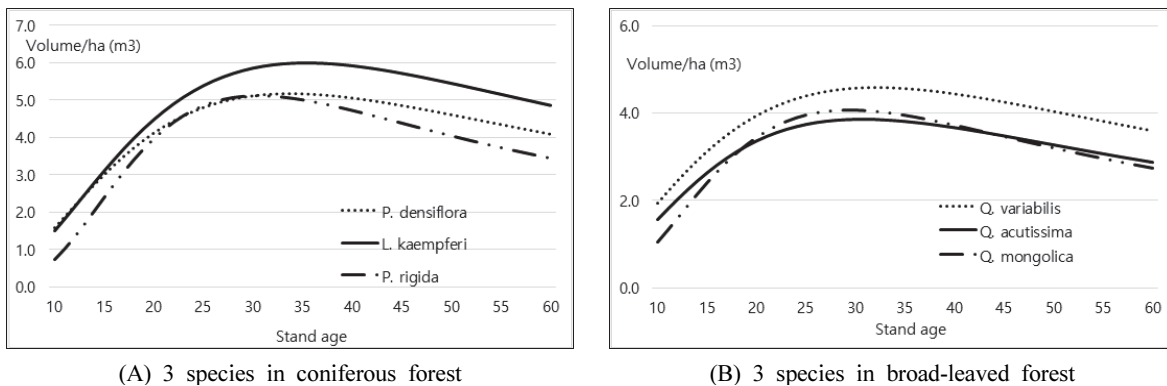 7.0
Volume/ha (m3)
6.0
5.0
4.0
3.0
2.0
1.0
0.0
P. densiflora
L. kaempferi
P. rigida
10 15 20 25 30 35 40 45 50 55 60
Stand age
(A) 3 species in coniferous forest
6.0
Volume/ha (m3)
4.0
2.0
0.0
Q. variabilis
Q. acutissima
Q. mongolica
10 15 20 25 30 35 40 45 50 55 60
Stand age
(B) 3 species in broad-leaved forest